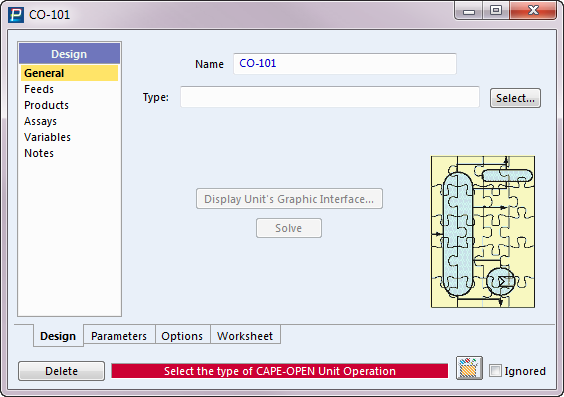 CO-101
Design
General
Feeds
Products
Assays
Variables
Notes
Name CO-101
Type: Select...
Display Unit's Graphic Interface...
Solve
Design Parameters Options Worksheet
Delete Select the type of CAPE-OPEN Unit Operation Ignored